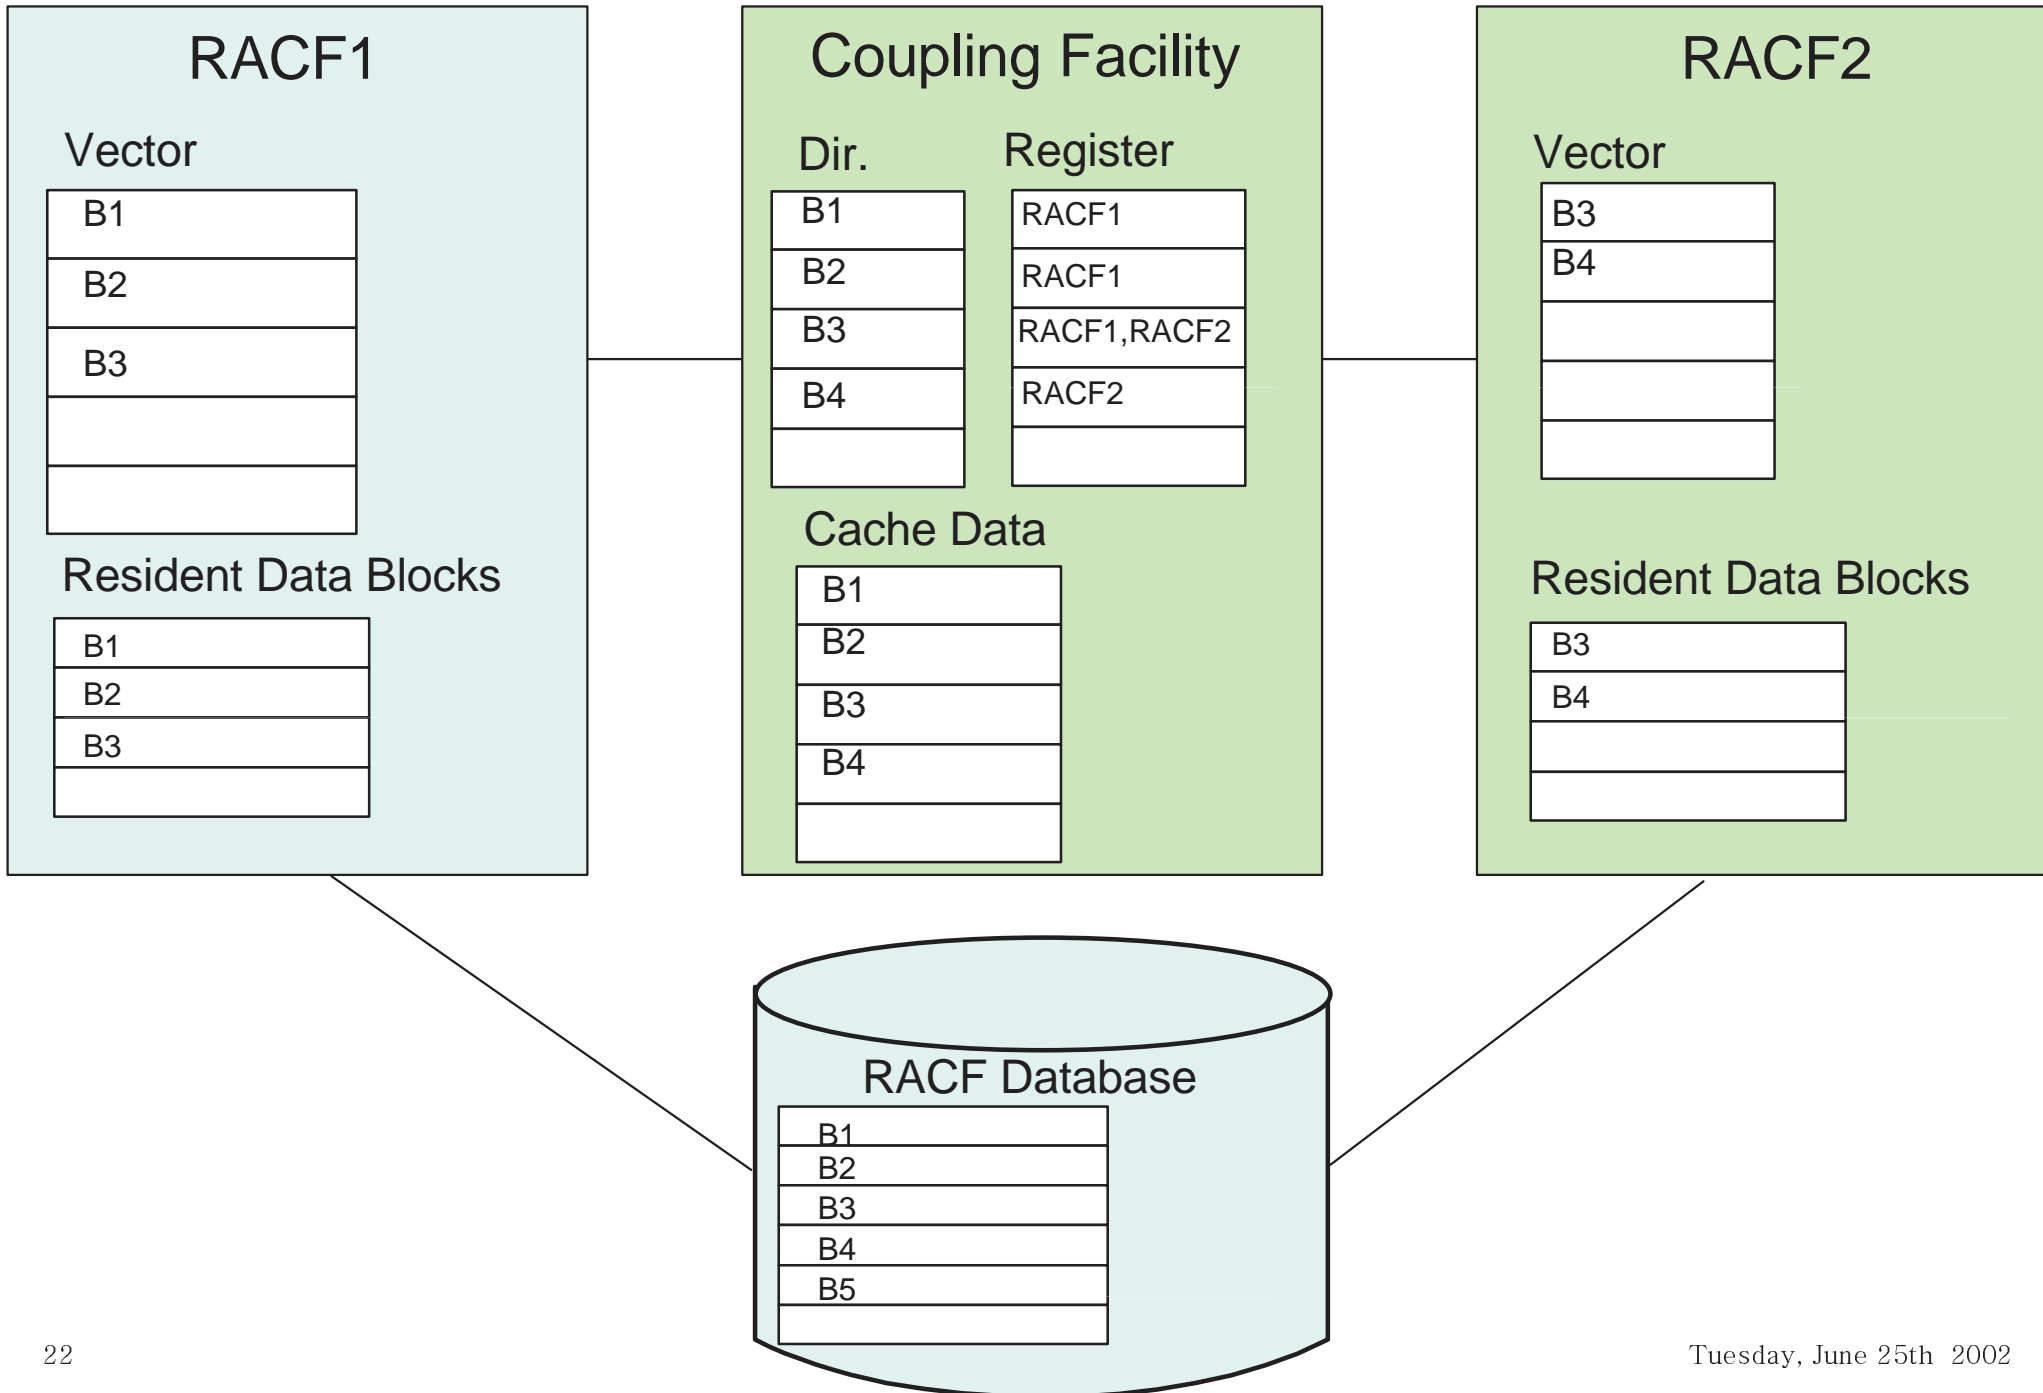 RACF1
Vector
B1
B2
B3
Resident Data Blocks
B1
B2
B3
Coupling Facility
Dir.
B1
B2
B3
B4
Register
RACF1
RACF1
RACF1,RACF2
RACF2
Cache Data
B1
B2
B3
B4
RACF2
Vector
B3
B4
Resident Data Blocks
B3
B4
RACF Database
B1
B2
B3
B4
B5
22
Tuesday, June 25th 2002